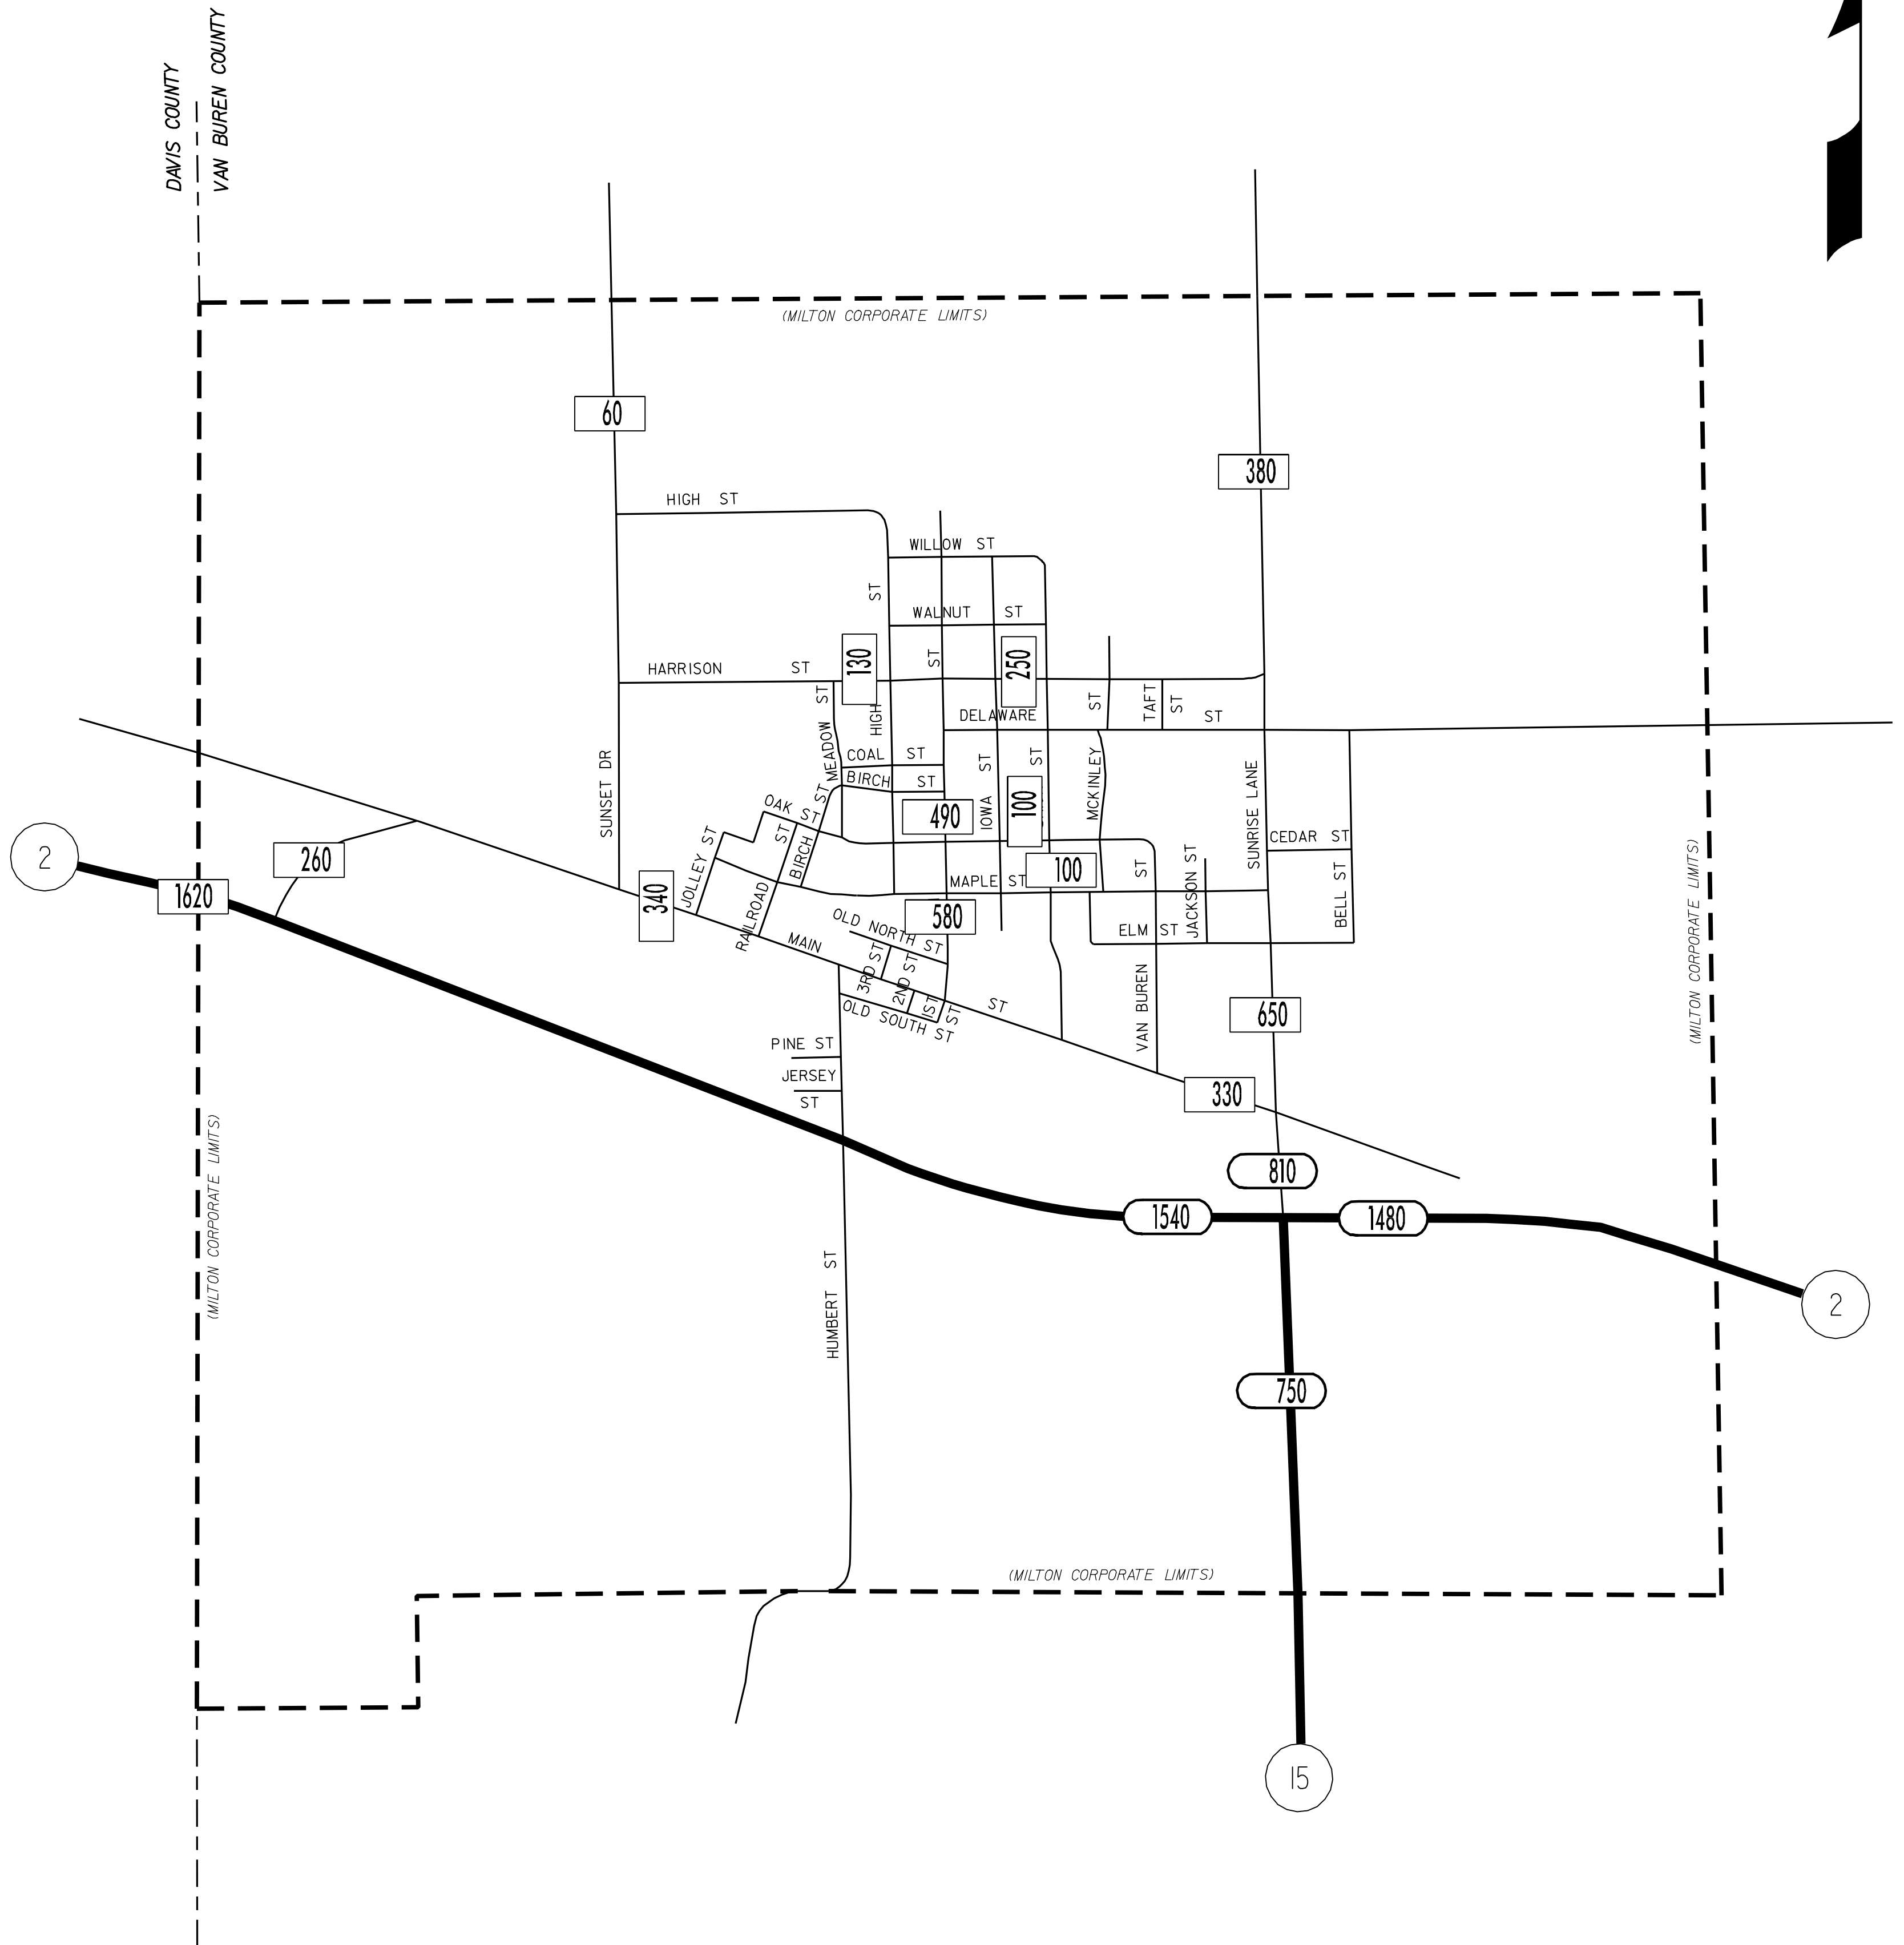 DAVIS COUNTY
VAN BUREN COUNTY
(MILTON CORPORATE LIMITS)
60
380
HIGH ST
WILLOW ST
ST
WALNUT ST
130
ST
250
HARRISON ST
MEADOW ST
HIGH
ST
TAFT ST
DELAWARE ST
SUNSET DR
COAL ST
BIRCH ST
IOWA ST
ST
MCKINLEY
SUNRISE LANE
OAK ST
490
100
CEDAR ST
2
260
JOLLEY ST
RAILROAD ST
BIRCH ST
MAPLE ST
100
ST
JACKSON ST
BELL ST
(MILTON CORPORATE LIMITS)
1620
340
MAIN
OLD NORTH ST
580
ELM ST
3RD ST
2ND ST
1ST ST
ST
OLD SOUTH ST
VAN BUREN
650
PINE ST
JERSEY
ST
330
(MILTON CORPORATE LIMITS)
810
1540
1480
HUMBERT ST
2
750
(MILTON CORPORATE LIMITS)
15